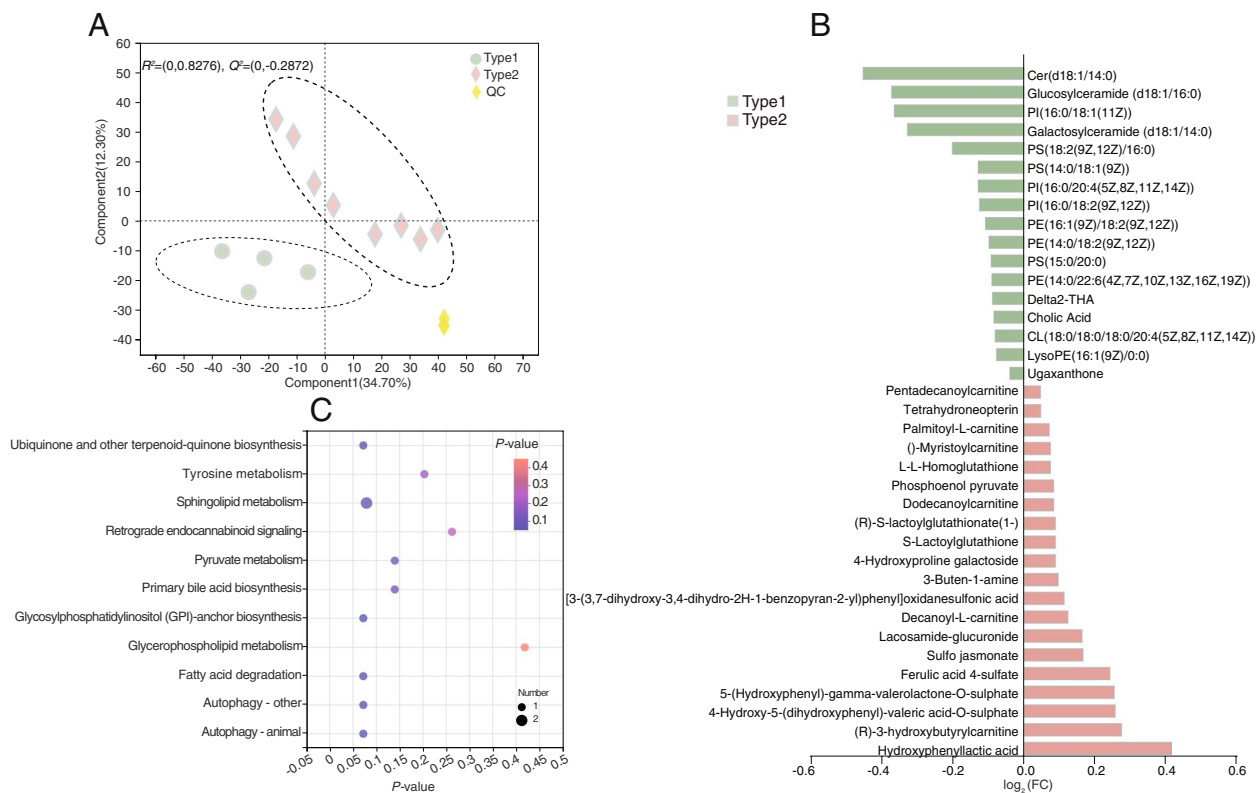 A
R²=(0,0.8276), Q²=(0,-0.2872)
Type1
Type2
QC
60
50
40
30
20
10
0
-10
-20
-30
-40
Component2(12.30%)
-60 -50 -40 -30 -20 -10 0 10 20 30 40 50 60 70
Component1(34.70%)
B
Type1
Type2
Cer(d18:1/14:0)
Glucosylceramide (d18:1/16:0)
PI(16:0/18:1(11Z))
Galactosylceramide (d18:1/14:0)
PS(18:2(9Z,12Z)/16:0)
PS(14:0/18:1(9Z))
PI(16:0/20:4(5Z,8Z,11Z,14Z))
PI(16:0/18:2(9Z,12Z))
PE(16:1(9Z)/18:2(9Z,12Z))
PE(14:0/18:2(9Z,12Z))
PS(15:0/20:0)
PE(14:0/22:6(4Z,7Z,10Z,13Z,16Z,19Z))
Delta2-THA
Cholic Acid
CL(18:0/18:0/18:0/20:4(5Z,8Z,11Z,14Z))
LysoPE(16:1(9Z)/0:0)
Ugaxanthone
Pentadecanoylcarnitine
Tetrahydroneopterin
Palmitoyl-L-carnitine
()-Myristoylcarnitine
L-L-Homoglutathione
Phosphoenol pyruvate
Dodecanoylcarnitine
(R)-S-lactoylglutathionate(1-)
S-Lactoylglutathione
4-Hydroxyproline galactoside
3-Buten-1-amine
[3-(3,7-dihydroxy-3,4-dihydro-2H-1-benzopyran-2-yl)phenyl]oxidanesulfonic acid
Decanoyl-L-carnitine
Lacosamide-glucuronide
Sulfo jasmonate
Ferulic acid 4-sulfate
5-(Hydroxyphenyl)-gamma-valerolactone-O-sulphate
4-Hydroxy-5-(dihydroxyphenyl)-valeric acid-O-sulphate
(R)-3-hydroxybutyrylcarnitine
Hydroxyphenyllactic acid
-0.6 -0.4 -0.2 0.0 0.2 0.4 0.6
log₂(FC)
C
Ubiquinone and other terpenoid-quinone biosynthesis
Tyrosine metabolism
Sphingolipid metabolism
Retrograde endocannabinoid signaling
Pyruvate metabolism
Primary bile acid biosynthesis
Glycosylphosphatidylinositol (GPI)-anchor biosynthesis
Glycerophospholipid metabolism
Fatty acid degradation
Autophagy - other
Autophagy - animal
P-value
0.4
0.3
0.2
0.1
Number
1
2
-0.05 0 0.05 0.1 0.15 0.2 0.25 0.3 0.35 0.4 0.45 0.5
P-value